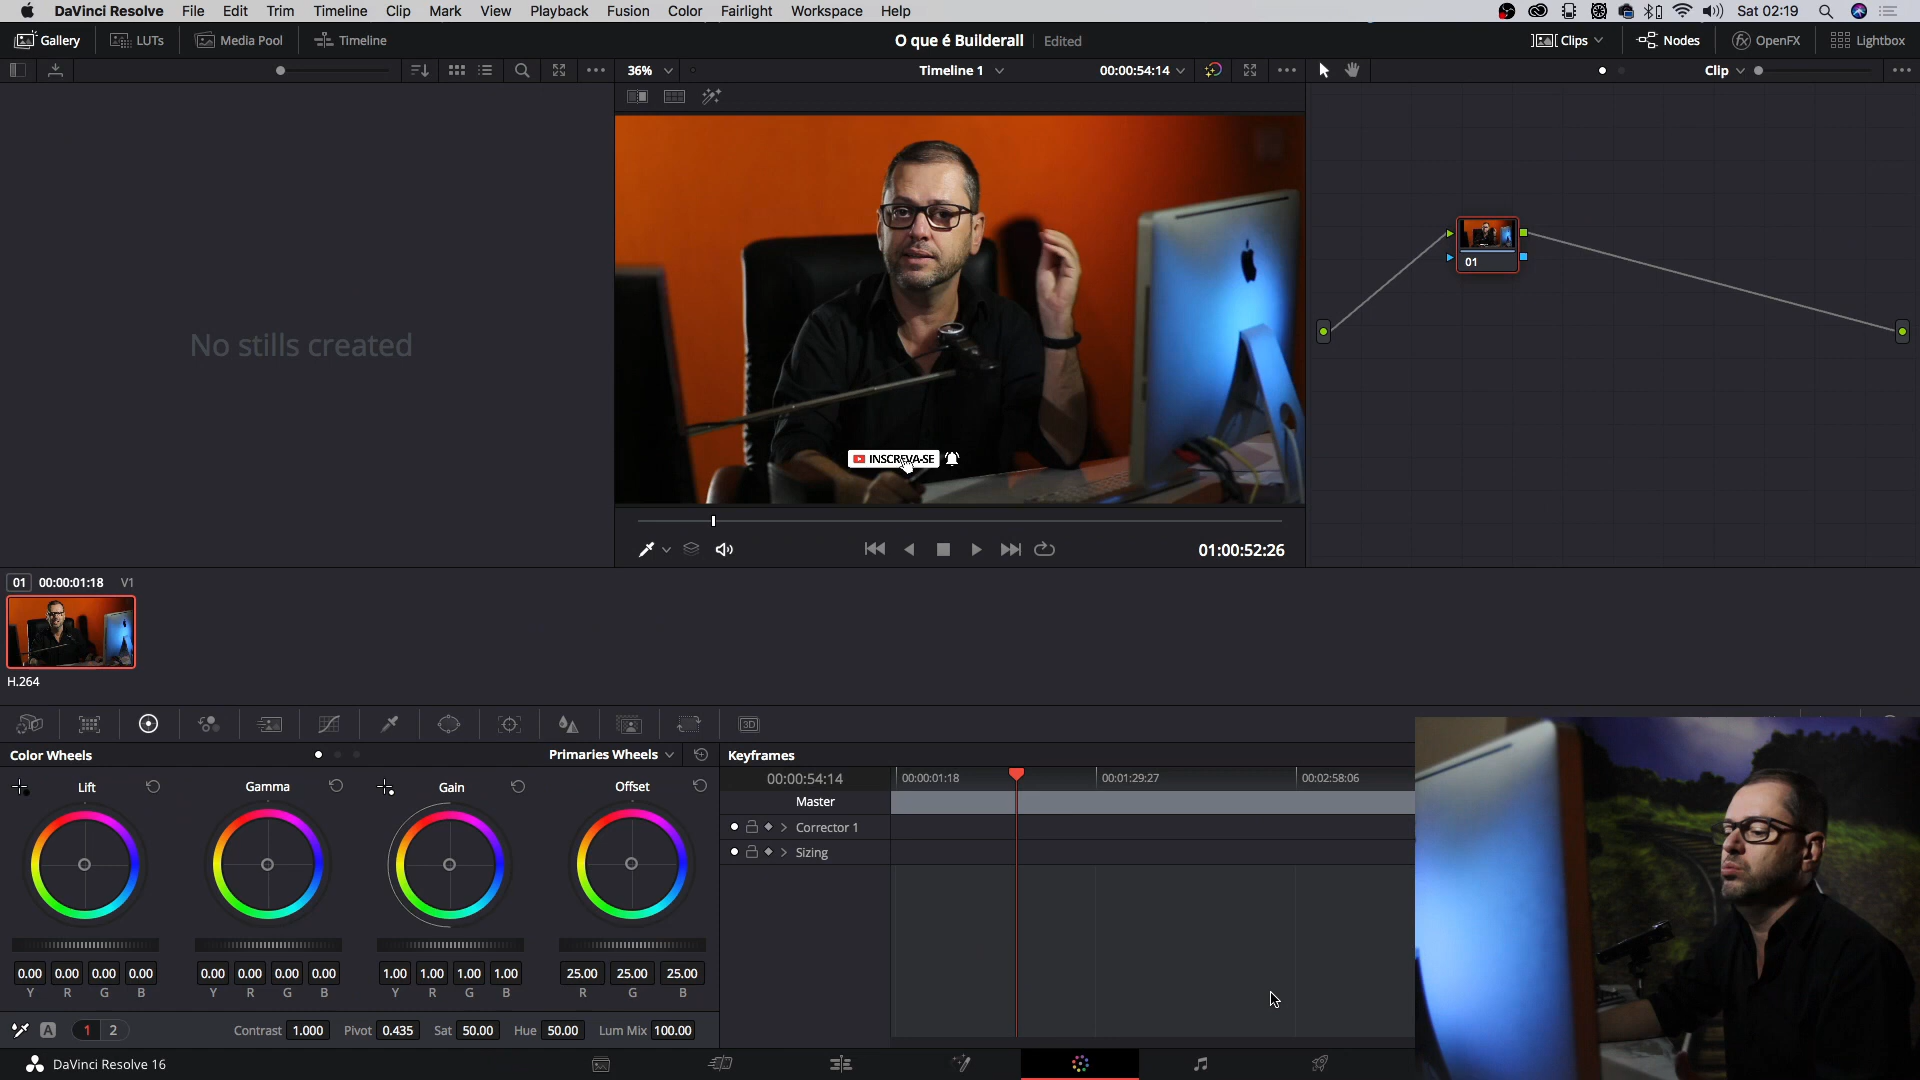 DaVinci Resolve File Edit Trim Timeline Clip Mark View Playback Fusion Color Fairlight Workspace Help Sat 02:19
Gallery LUTs Media Pool Timeline O que é Builderall Edited Clips Nodes OpenFX Lightbox
36% Timeline 1 00:00:54:14 Clip
No stills created
INSCREVA-SE
01
01:00:52:26
01 00:00:01:18 V1
H.264
3D
Color Wheels Primaries Wheels Keyframes
Lift Gamma Gain Offset
00:00:54:14 00:00:01:18 00:01:29:27 00:02:58:06
Master
Corrector 1
Sizing
0.00 0.00 0.00 0.00 0.00 0.00 0.00 0.00 1.00 1.00 1.00 1.00 25.00 25.00 25.00
Y R G B Y R G B Y R G B R G B
A 1 2 Contrast 1.000 Pivot 0.435 Sat 50.00 Hue 50.00 Lum Mix 100.00
DaVinci Resolve 16